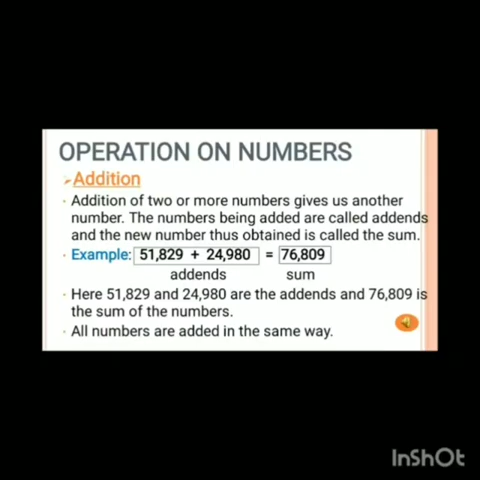 OPERATION ON NUMBERS
Addition
Addition of two or more numbers gives us another
number. The numbers being added are called addends
and the new number thus obtained is called the sum.
Example: 51,829 + 24,980 = 76,809
addends sum
Here 51,829 and 24,980 are the addends and 76,809 is
the sum of the numbers.
All numbers are added in the same way.
InShOt